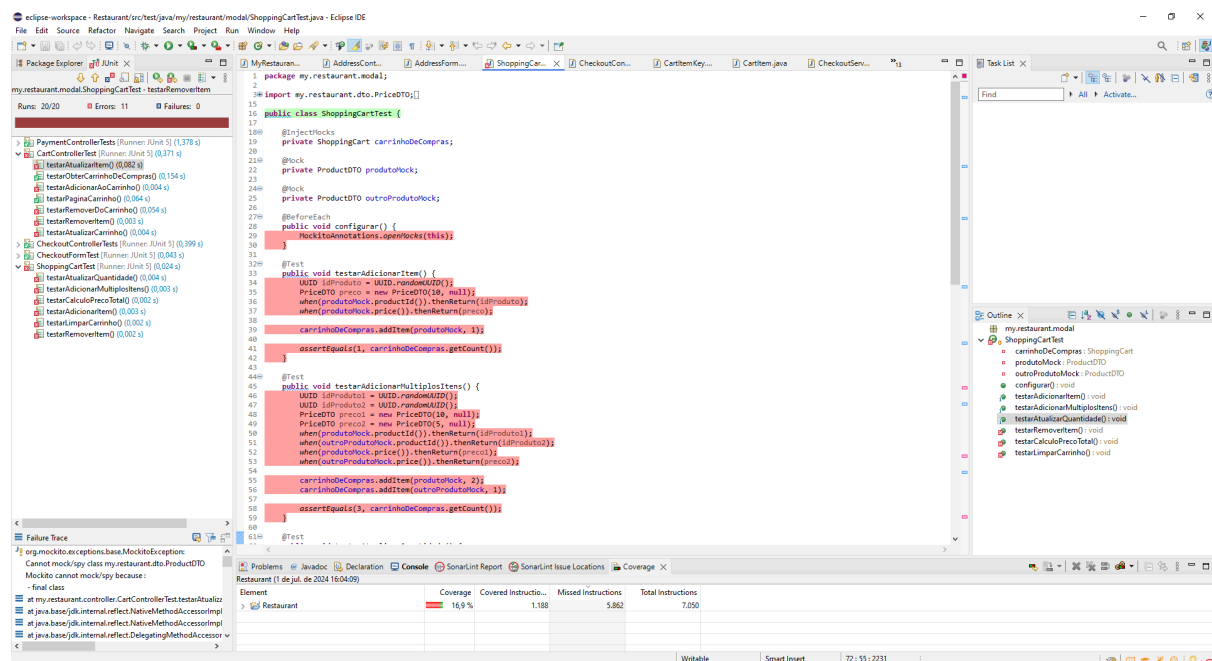 eclipse-workspace - Restaurant/src/test/java/my/restaurant/modal/ShoppingCartTest.java - Eclipse IDE
File Edit Source Refactor Navigate Search Project Run Window Help
Package Explorer JUnit
my.restaurant.modal.ShoppingCartTest - testarRemoverItem
Runs: 20/20 Errors: 11 Failures: 0
PaymentControllerTests [Runner: JUnit 5] (1,378 s)
CartControllerTest [Runner: JUnit 5] (0,371 s)
testarAtualizarItem() (0,082 s)
testarObterCarrinhoDeCompras() (0,154 s)
testarAdicionarAoCarrinho() (0,004 s)
testarPaginaCarrinho() (0,064 s)
testarRemoverDoCarrinho() (0,054 s)
testarRemoverItem() (0,003 s)
testarAtualizarCarrinho() (0,004 s)
CheckoutControllerTests [Runner: JUnit 5] (0,399 s)
CheckoutFormTest [Runner: JUnit 5] (0,043 s)
ShoppingCartTest [Runner: JUnit 5] (0,024 s)
testarAtualizarQuantidade() (0,004 s)
testarAdicionarMultiplosItens() (0,003 s)
testarCalculoPrecoTotal() (0,002 s)
testarAdicionarItem() (0,003 s)
testarLimparCarrinho() (0,002 s)
testarRemoverItem() (0,002 s)
Failure Trace
org.mockito.exceptions.base.MockitoException:
Cannot mock/spy class my.restaurant.dto.ProductDTO
Mockito cannot mock/spy because :
- final class
at my.restaurant.controller.CartControllerTest.testarAtualiza
at java.base/jdk.internal.reflect.NativeMethodAccessorImpl
at java.base/jdk.internal.reflect.NativeMethodAccessorImpl
at java.base/jdk.internal.reflect.DelegatingMethodAccessor
MyRestauran... AddressCont... AddressForm.... ShoppingCar... CheckoutCon... CartItemKey.... CartItem.java CheckoutServ... »13
1 package my.restaurant.modal;
2
3 import my.restaurant.dto.PriceDTO;
15
16 public class ShoppingCartTest {
17
18 @InjectMocks
19 private ShoppingCart carrinhoDeCompras;
20
21 @Mock
22 private ProductDTO produtoMock;
23
24 @Mock
25 private ProductDTO outroProdutoMock;
26
27 @BeforeEach
28 public void configurar() {
29 MockitoAnnotations.openMocks(this);
30 }
31
32 @Test
33 public void testarAdicionarItem() {
34 UUID idProduto = UUID.randomUUID();
35 PriceDTO preco = new PriceDTO(10, null);
36 when(produtoMock.productId()).thenReturn(idProduto);
37 when(produtoMock.price()).thenReturn(preco);
38
39 carrinhoDeCompras.addItem(produtoMock, 1);
40
41 assertEquals(1, carrinhoDeCompras.getCount());
42 }
43
44 @Test
45 public void testarAdicionarMultiplosItens() {
46 UUID idProduto1 = UUID.randomUUID();
47 UUID idProduto2 = UUID.randomUUID();
48 PriceDTO preco1 = new PriceDTO(10, null);
49 PriceDTO preco2 = new PriceDTO(5, null);
50 when(produtoMock.productId()).thenReturn(idProduto1);
51 when(outroProdutoMock.productId()).thenReturn(idProduto2);
52 when(produtoMock.price()).thenReturn(preco1);
53 when(outroProdutoMock.price()).thenReturn(preco2);
54
55 carrinhoDeCompras.addItem(produtoMock, 2);
56 carrinhoDeCompras.addItem(outroProdutoMock, 1);
57
58 assertEquals(3, carrinhoDeCompras.getCount());
59 }
60
61 @Test
Task List
Find All Activate...
Outline
my.restaurant.modal
ShoppingCartTest
carrinhoDeCompras : ShoppingCart
produtoMock : ProductDTO
outroProdutoMock : ProductDTO
configurar() : void
testarAdicionarItem() : void
testarAdicionarMultiplosItens() : void
testarAtualizarQuantidade() : void
testarRemoverItem() : void
testarCalculoPrecoTotal() : void
testarLimparCarrinho() : void
Problems Javadoc Declaration Console SonarLint Report SonarLint Issue Locations Coverage
Restaurant (1 de jul. de 2024 16:04:09)
Element Coverage Covered Instructio... Missed Instructions Total Instructions
Restaurant 16,9 % 1.188 5.862 7.050
Writable Smart Insert 72 : 55 : 2231